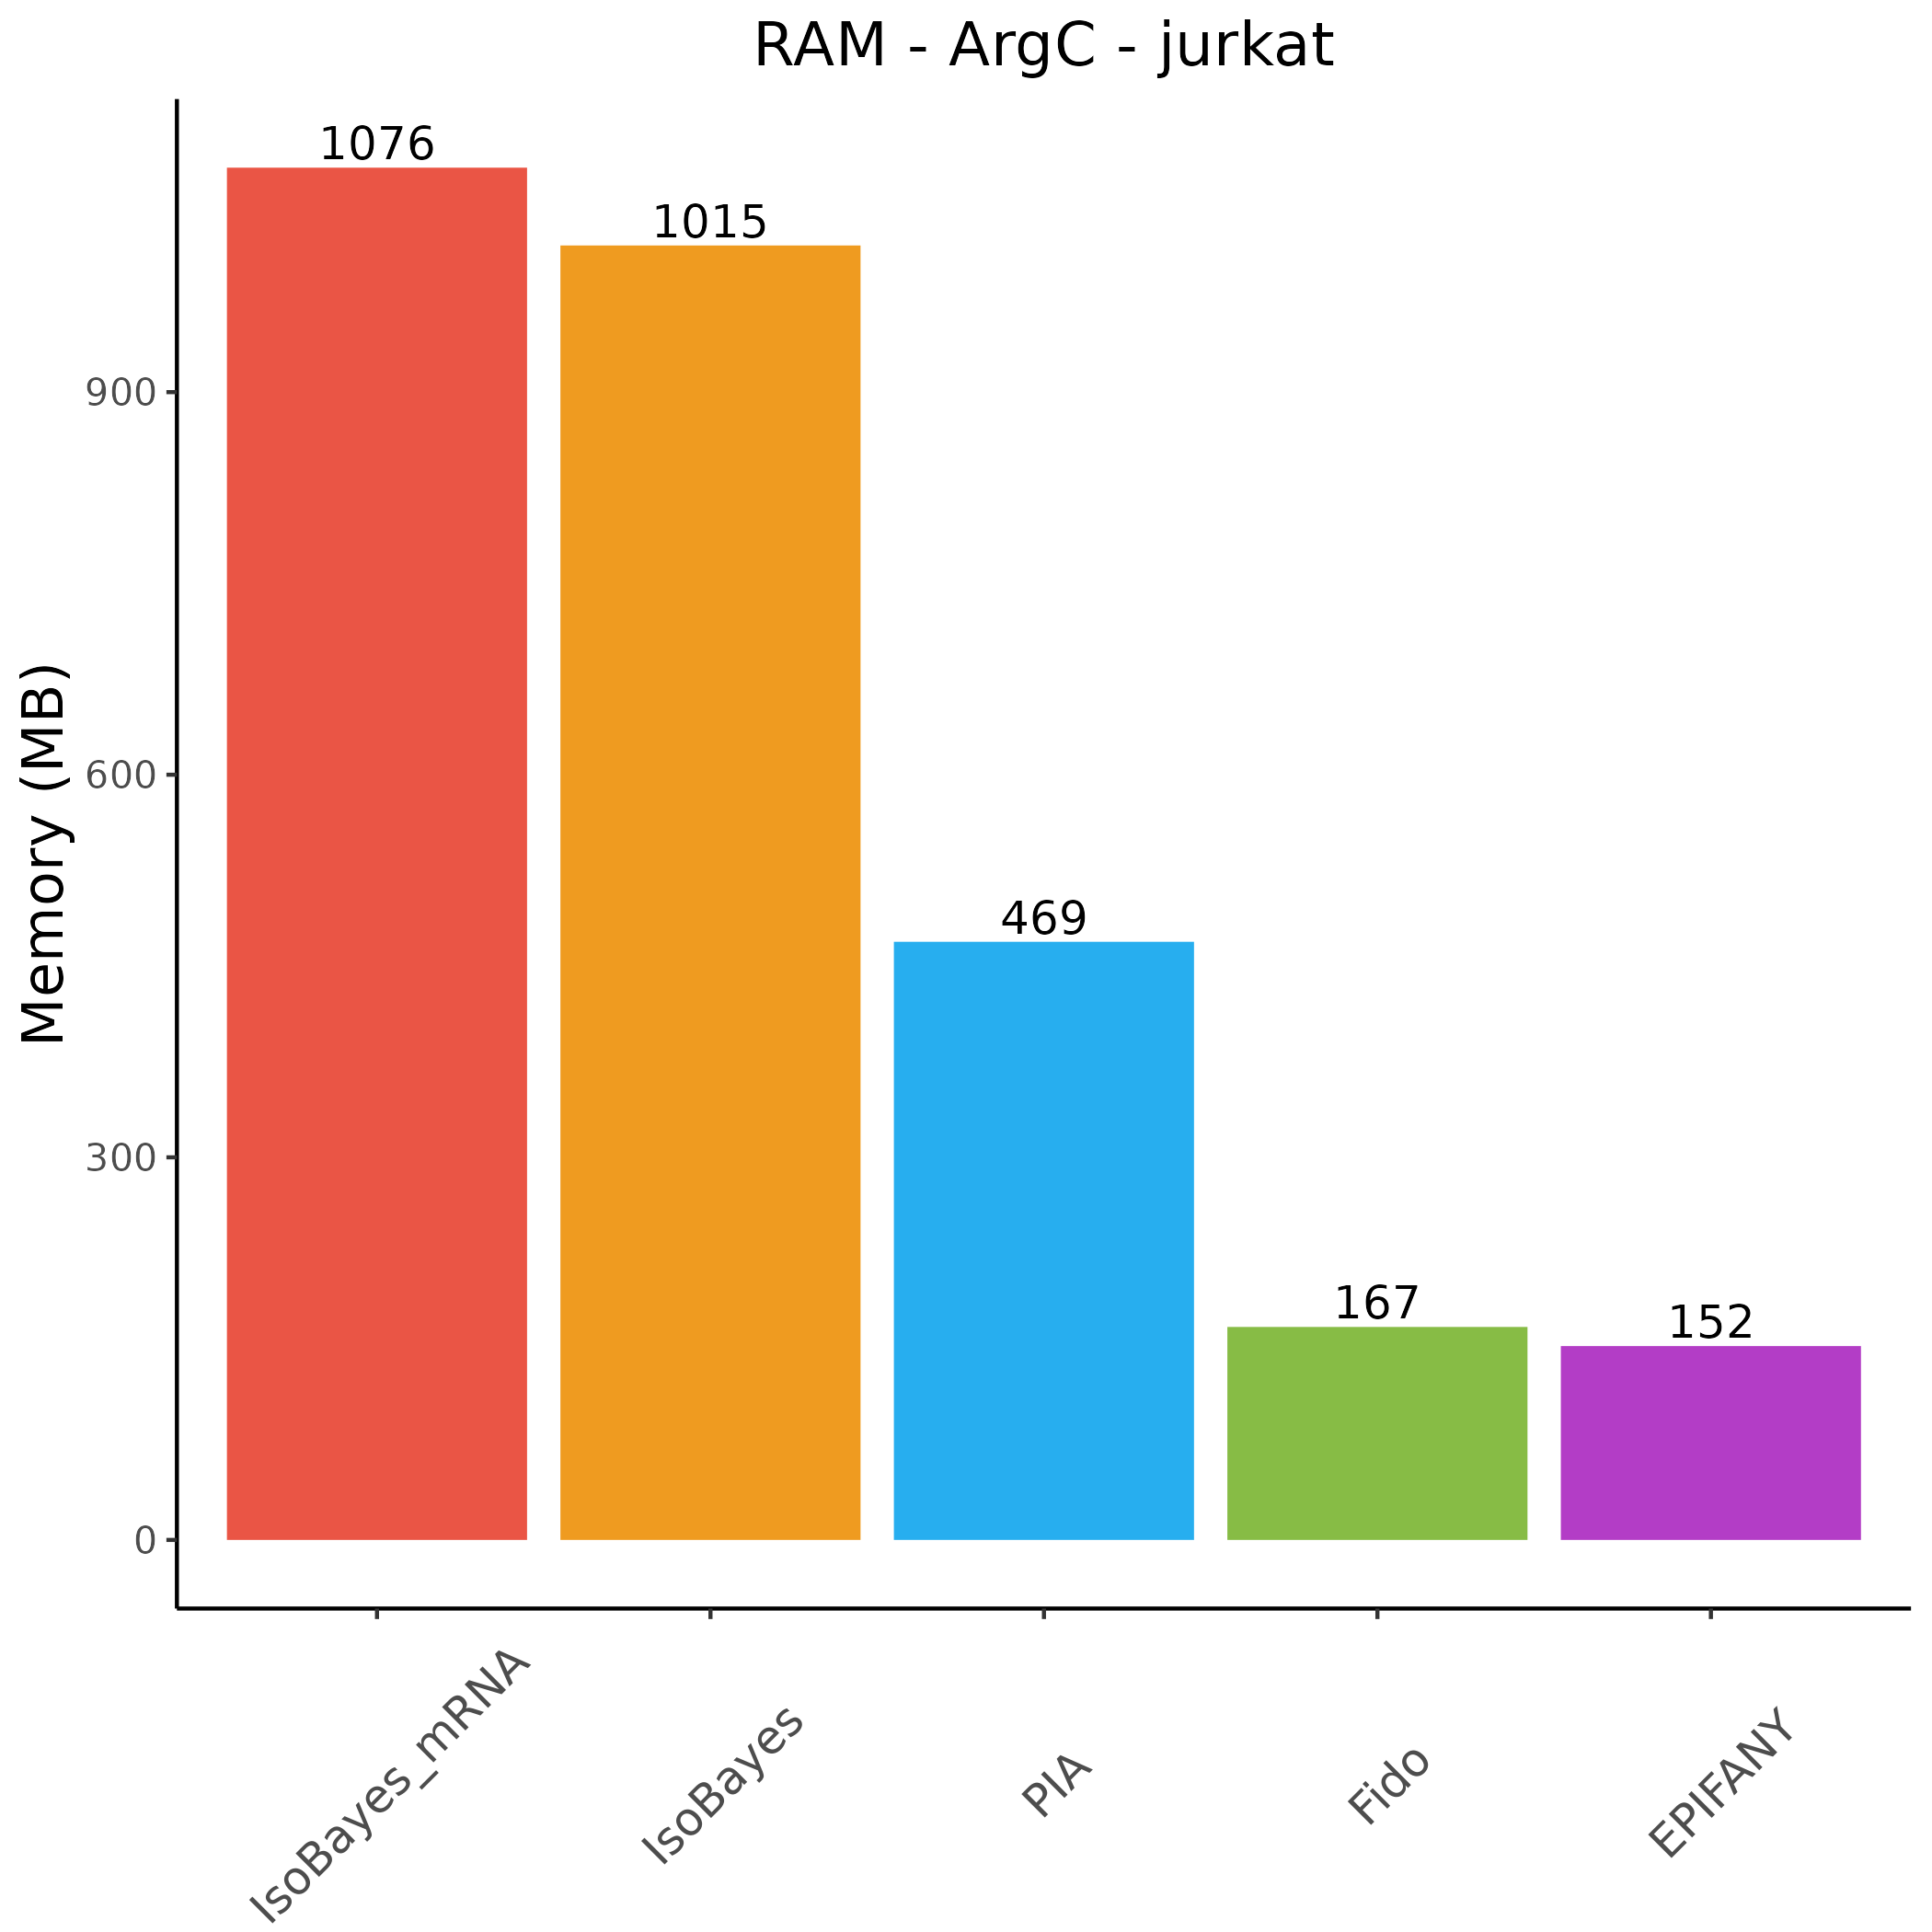 RAM - ArgC - jurkat
Memory (MB)
900
600
300
0
1076
1015
469
167
152
IsoBayes_mRNA
IsoBayes
PIA
Fido
EPIFANY